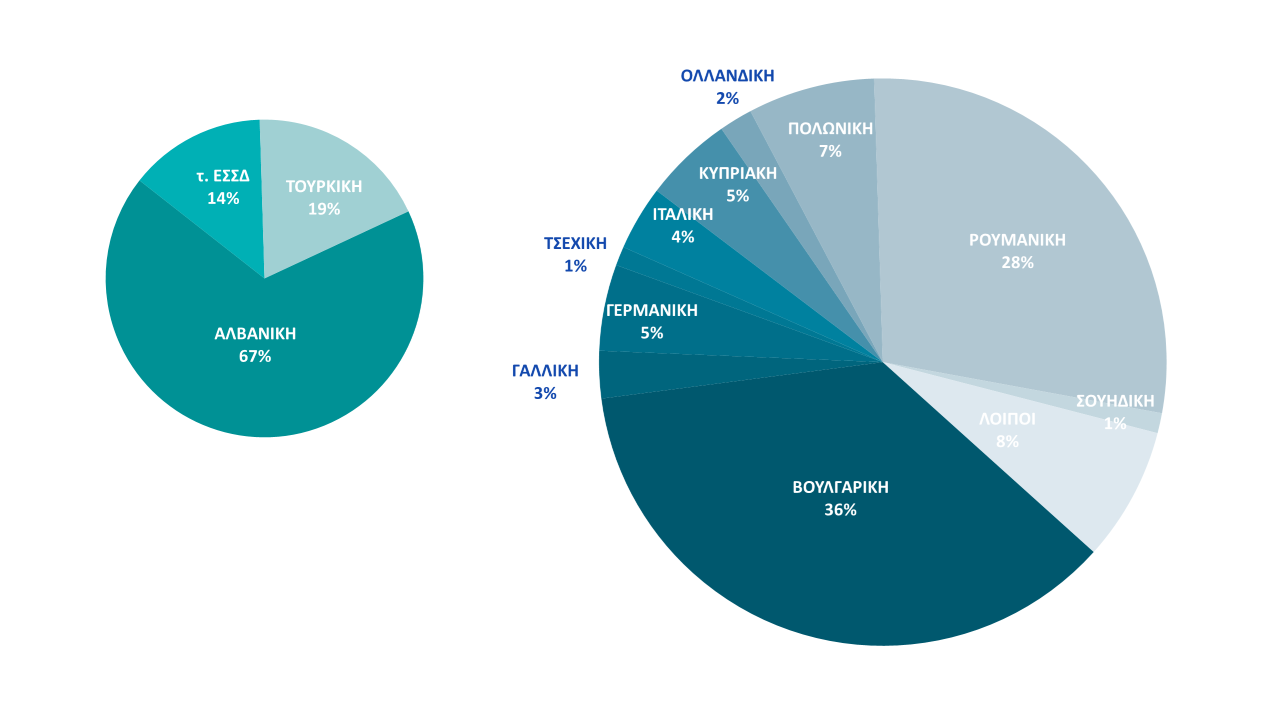 τ. ΕΣΣΔ
14%
ΤΟΥΡΚΙΚΗ
19%
ΑΛΒΑΝΙΚΗ
67%
ΟΛΛΑΝΔΙΚΗ
2%
ΠΟΛΩΝΙΚΗ
7%
ΚΥΠΡΙΑΚΗ
5%
ΙΤΑΛΙΚΗ
4%
ΤΣΕΧΙΚΗ
1%
ΓΕΡΜΑΝΙΚΗ
5%
ΓΑΛΛΙΚΗ
3%
ΡΟΥΜΑΝΙΚΗ
28%
ΣΟΥΗΔΙΚΗ
1%
ΛΟΙΠΟΙ
8%
ΒΟΥΛΓΑΡΙΚΗ
36%